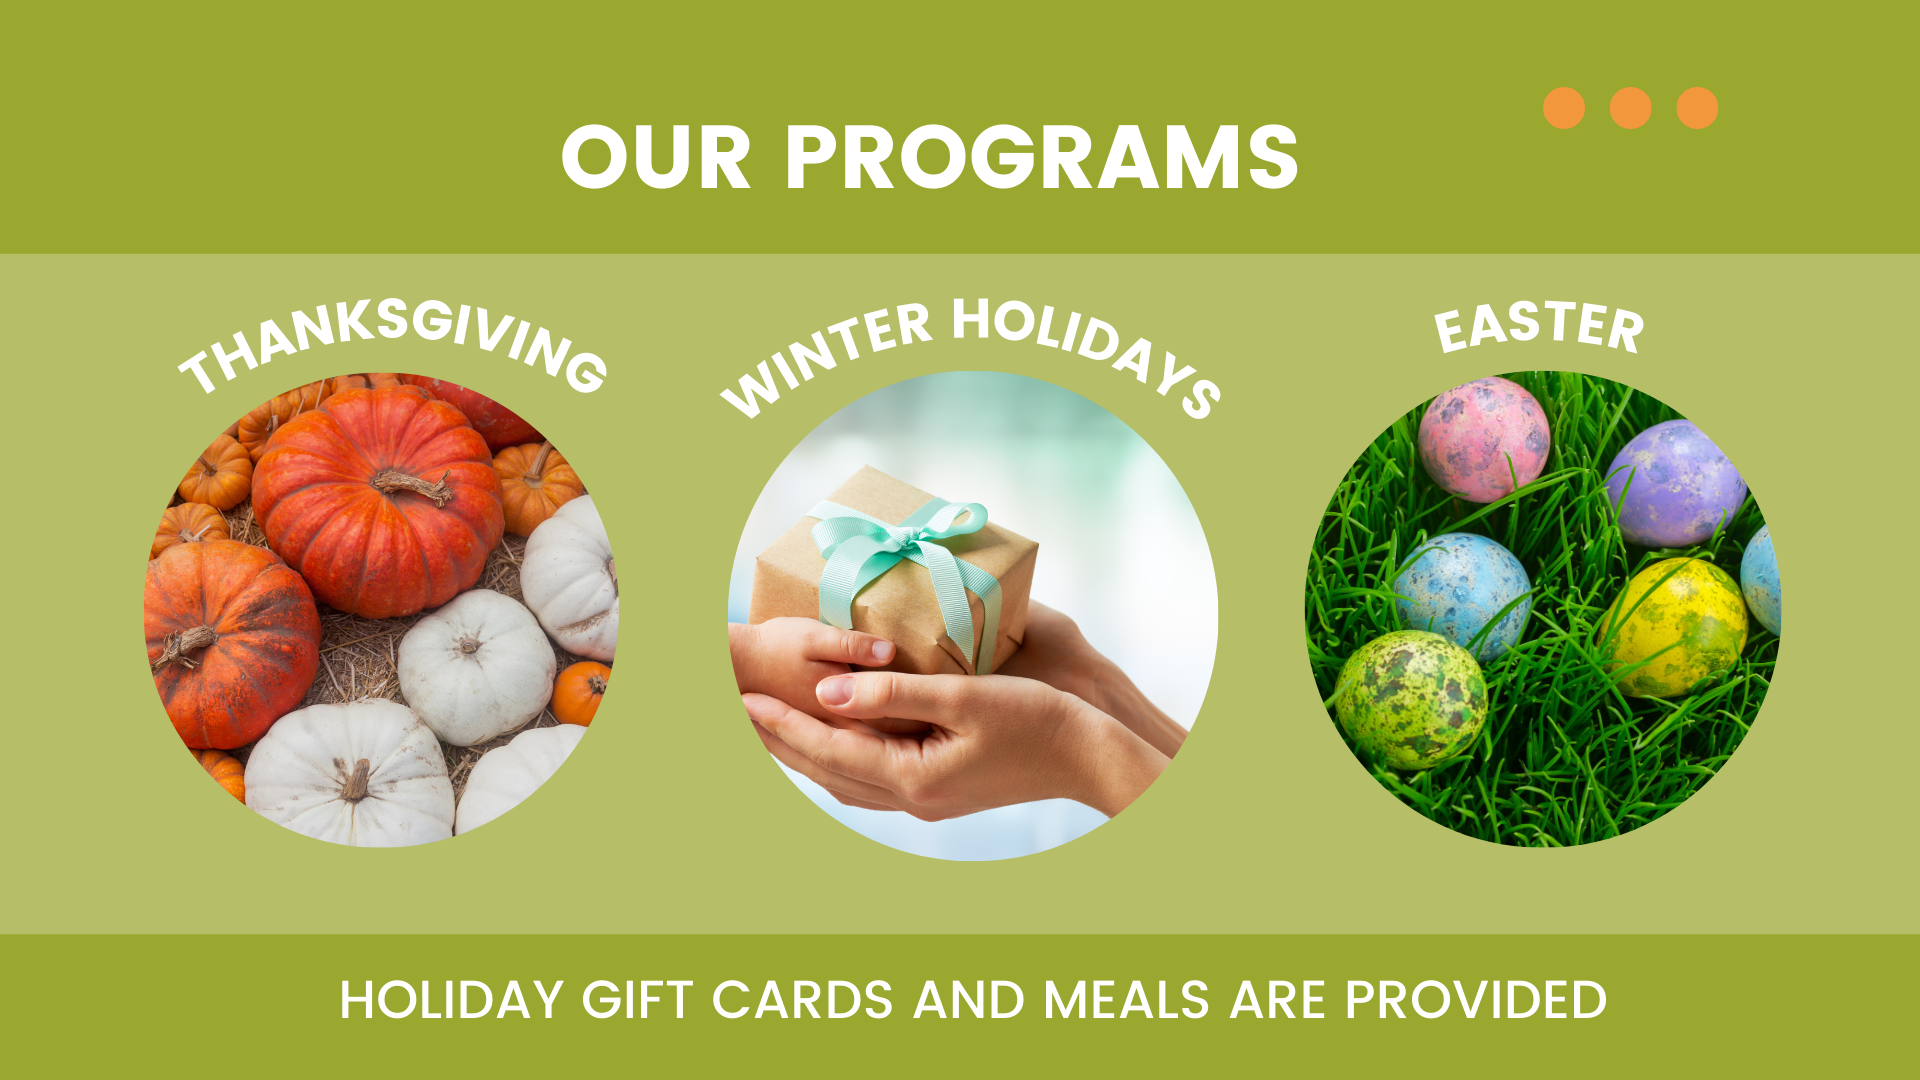 OUR PROGRAMS
THANKSGIVING
WINTER HOLIDAYS
EASTER
HOLIDAY GIFT CARDS AND MEALS ARE PROVIDED